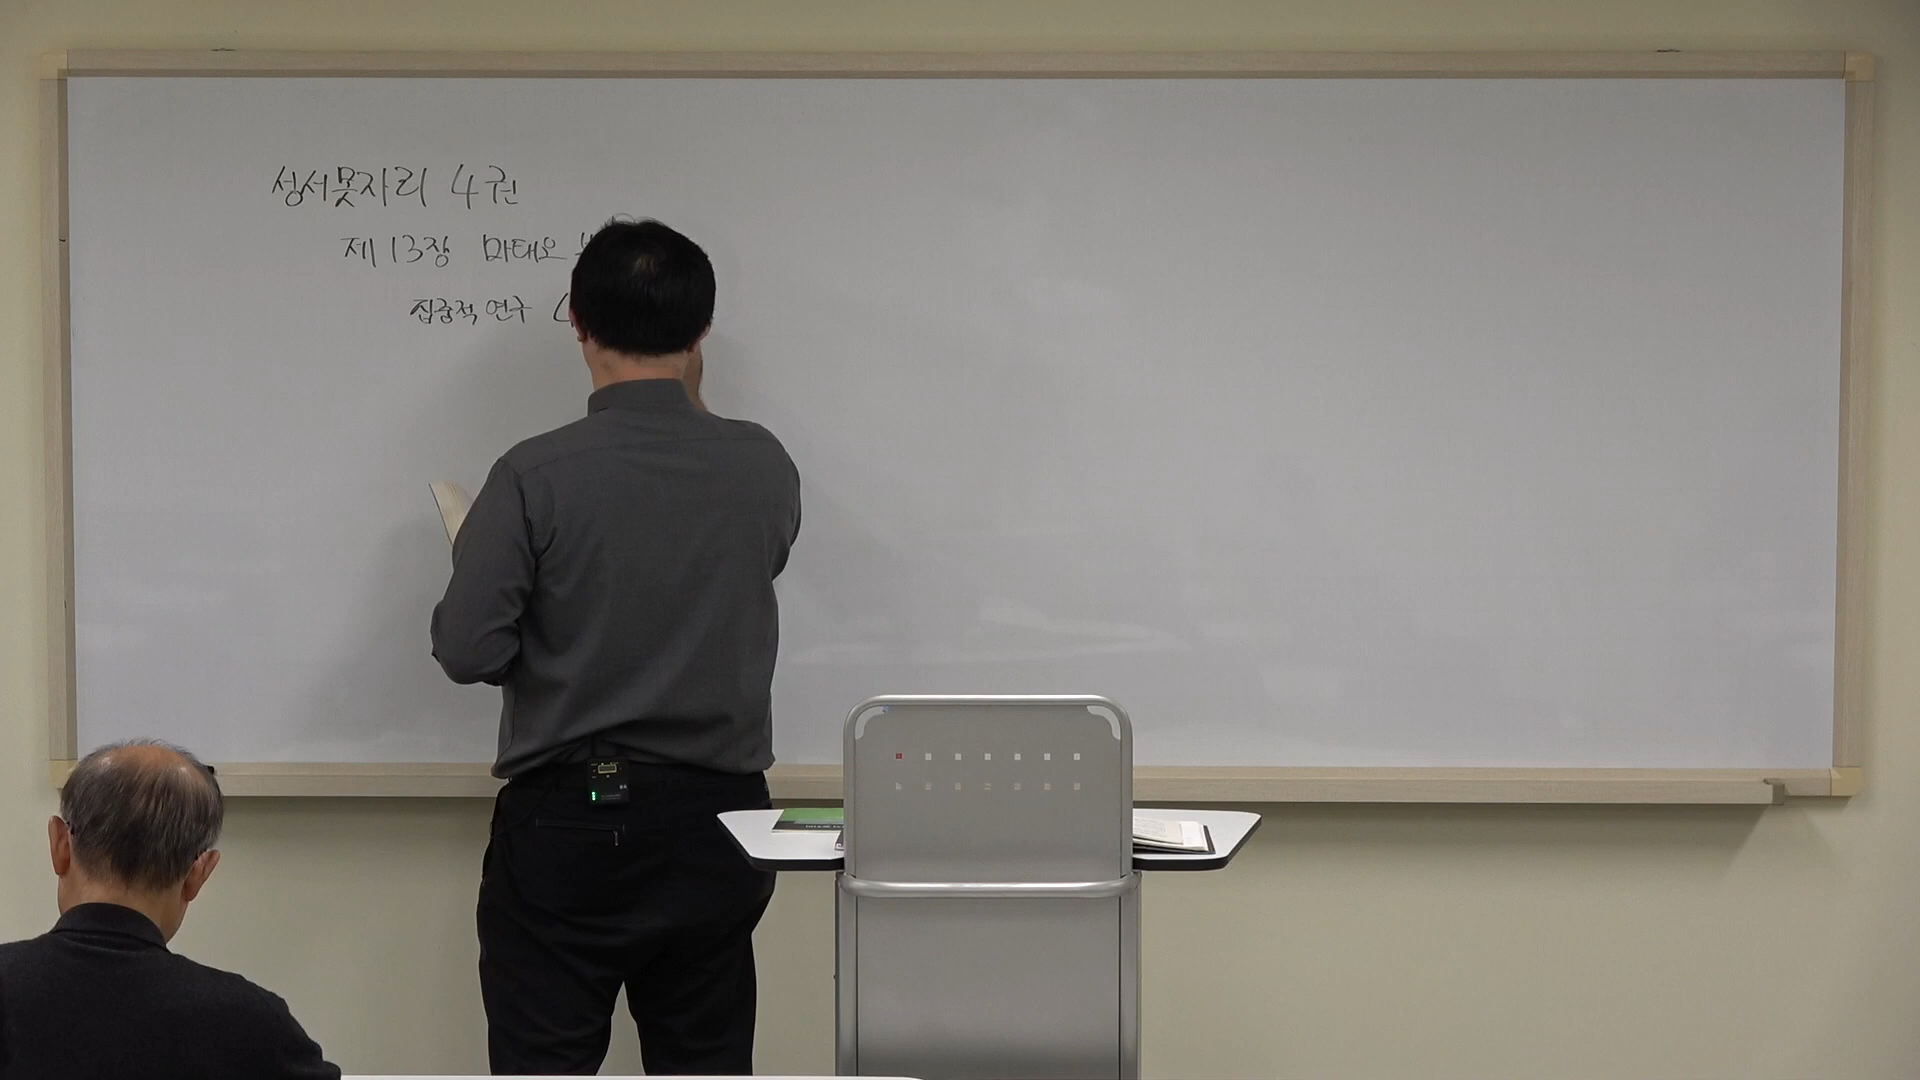 성서못자리 4권
제13장 마태오
집중적 연구